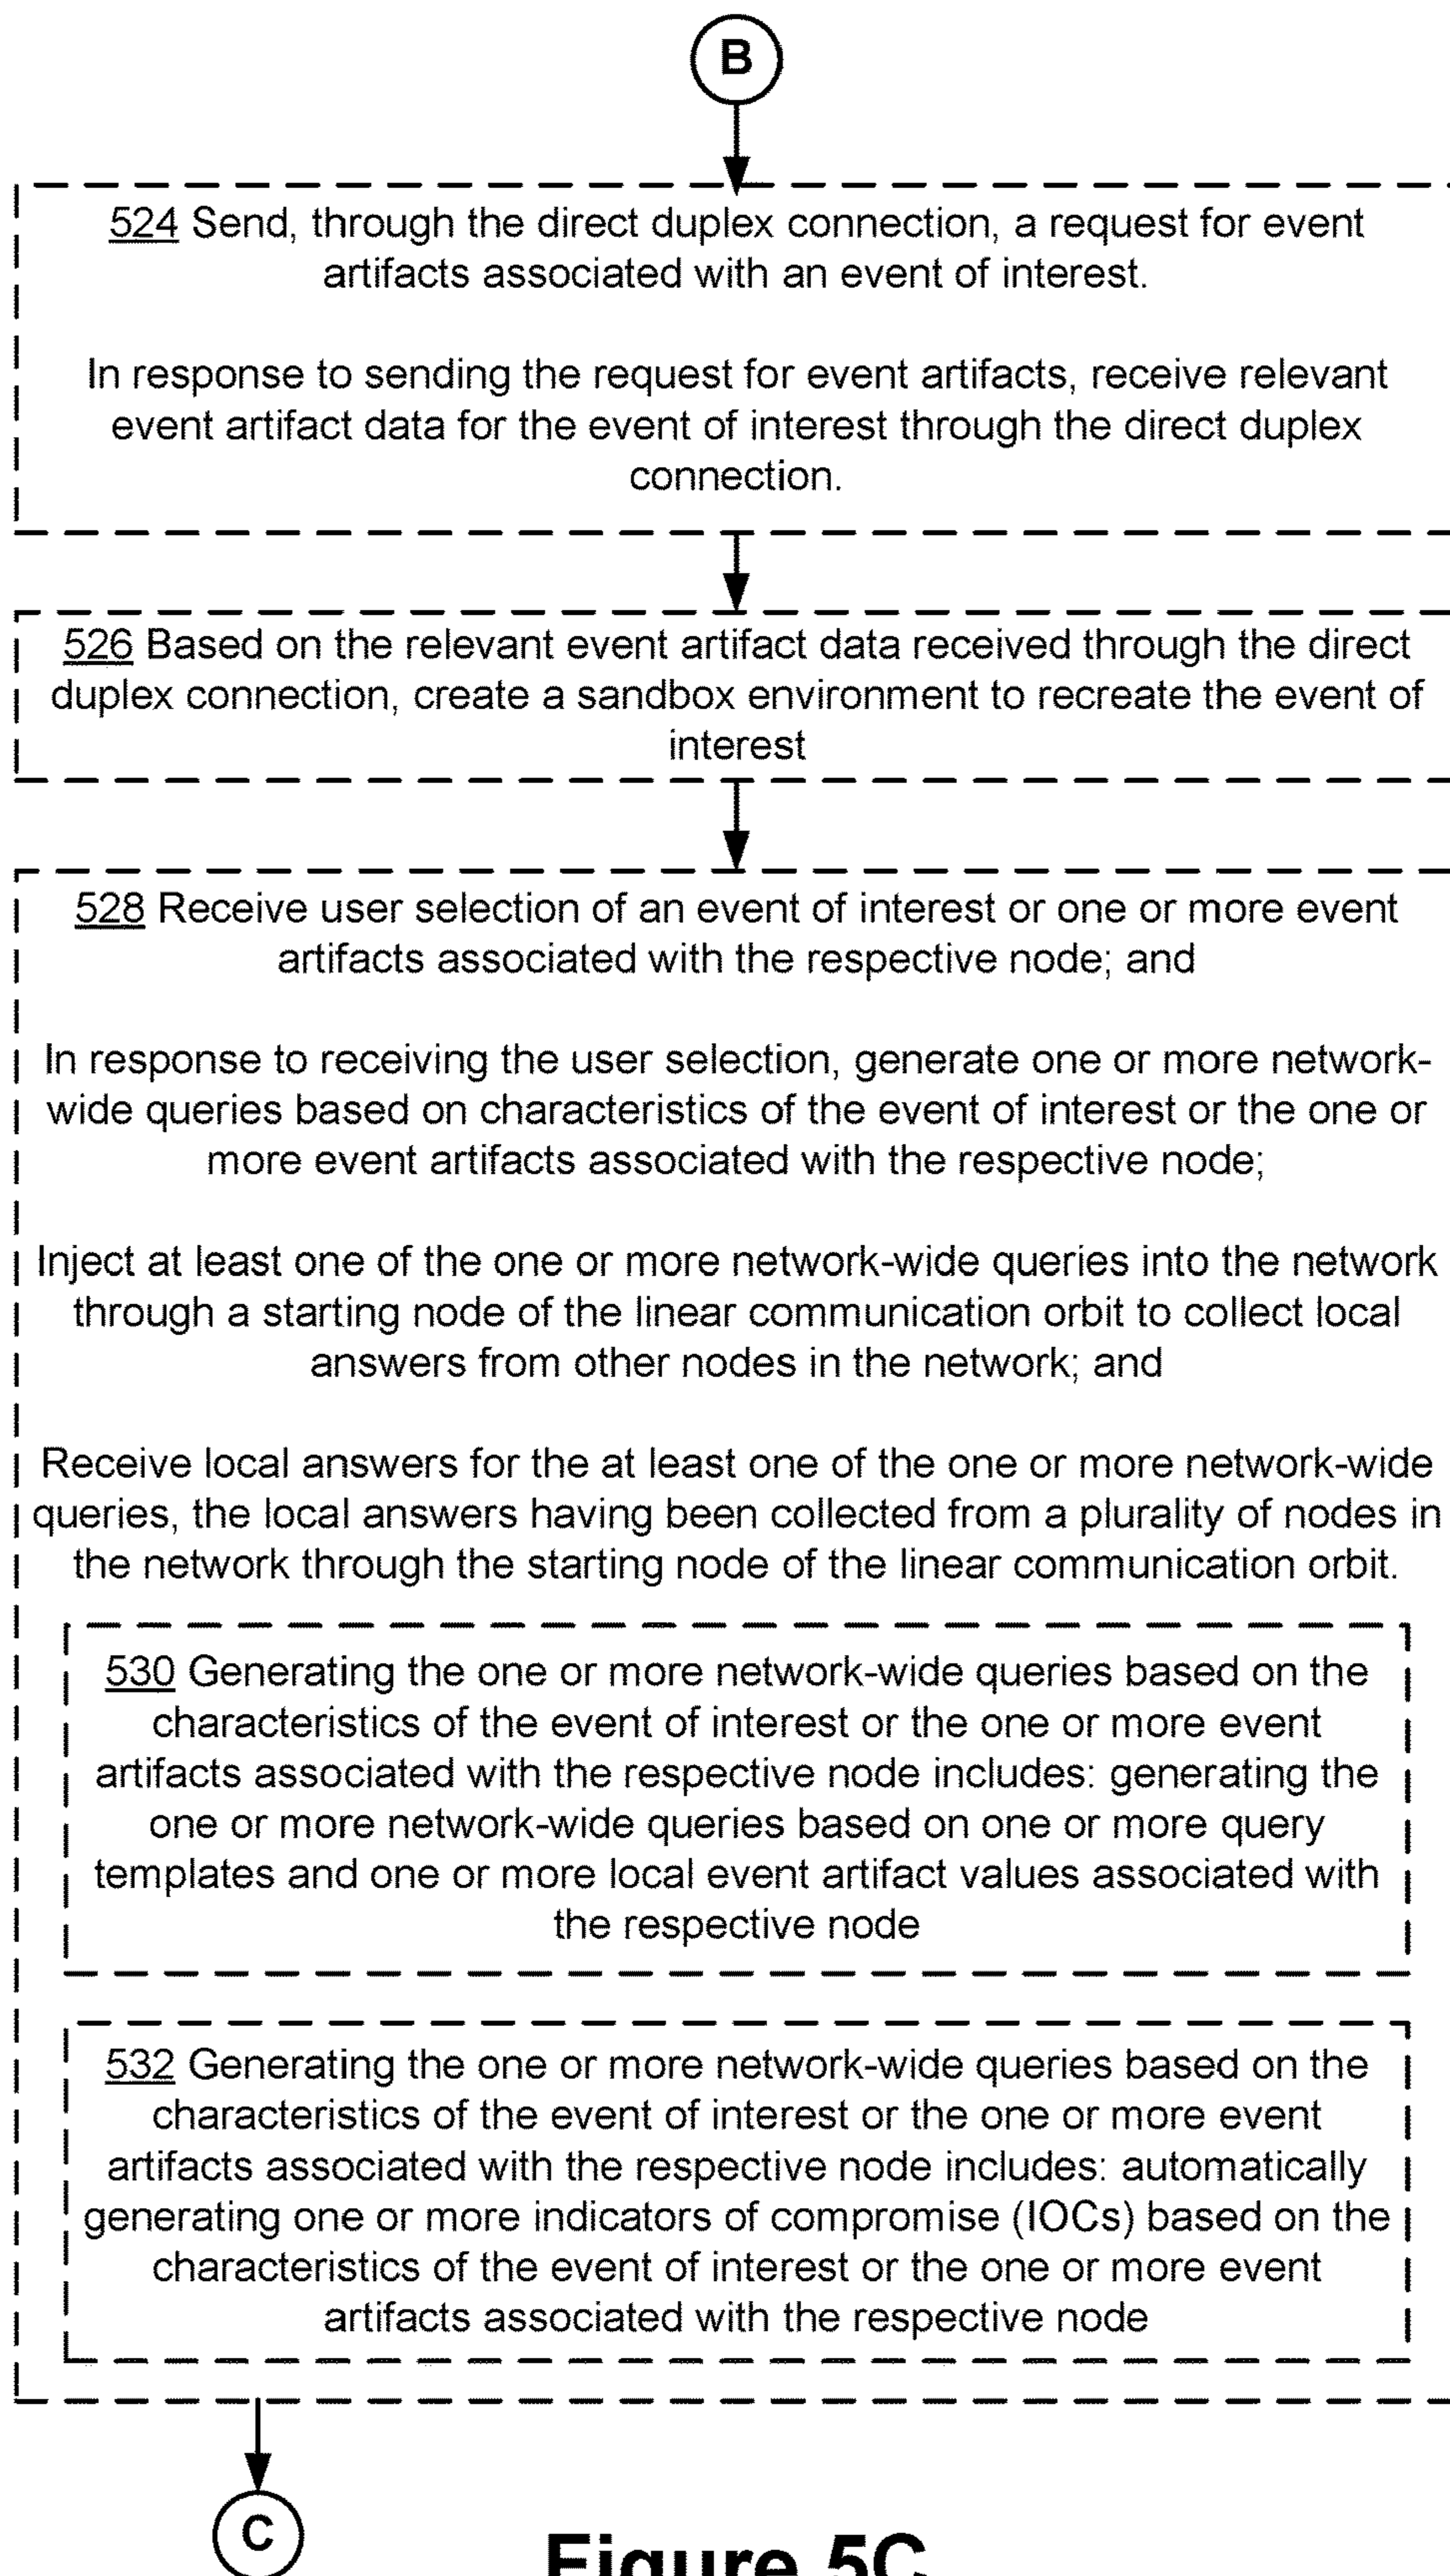 B
524 Send, through the direct duplex connection, a request for event
artifacts associated with an event of interest.
In response to sending the request for event artifacts, receive relevant
event artifact data for the event of interest through the direct duplex
connection.
526 Based on the relevant event artifact data received through the direct
duplex connection, create a sandbox environment to recreate the event of
interest
528 Receive user selection of an event of interest or one or more event
artifacts associated with the respective node; and
In response to receiving the user selection, generate one or more network-
wide queries based on characteristics of the event of interest or the one or
more event artifacts associated with the respective node;
Inject at least one of the one or more network-wide queries into the network
through a starting node of the linear communication orbit to collect local
answers from other nodes in the network; and
Receive local answers for the at least one of the one or more network-wide
queries, the local answers having been collected from a plurality of nodes in
the network through the starting node of the linear communication orbit.
530 Generating the one or more network-wide queries based on the
characteristics of the event of interest or the one or more event
artifacts associated with the respective node includes: generating the
one or more network-wide queries based on one or more query
templates and one or more local event artifact values associated with
the respective node
532 Generating the one or more network-wide queries based on the
characteristics of the event of interest or the one or more event
artifacts associated with the respective node includes: automatically
generating one or more indicators of compromise (IOCs) based on the
characteristics of the event of interest or the one or more event
artifacts associated with the respective node
C
Figure 5C